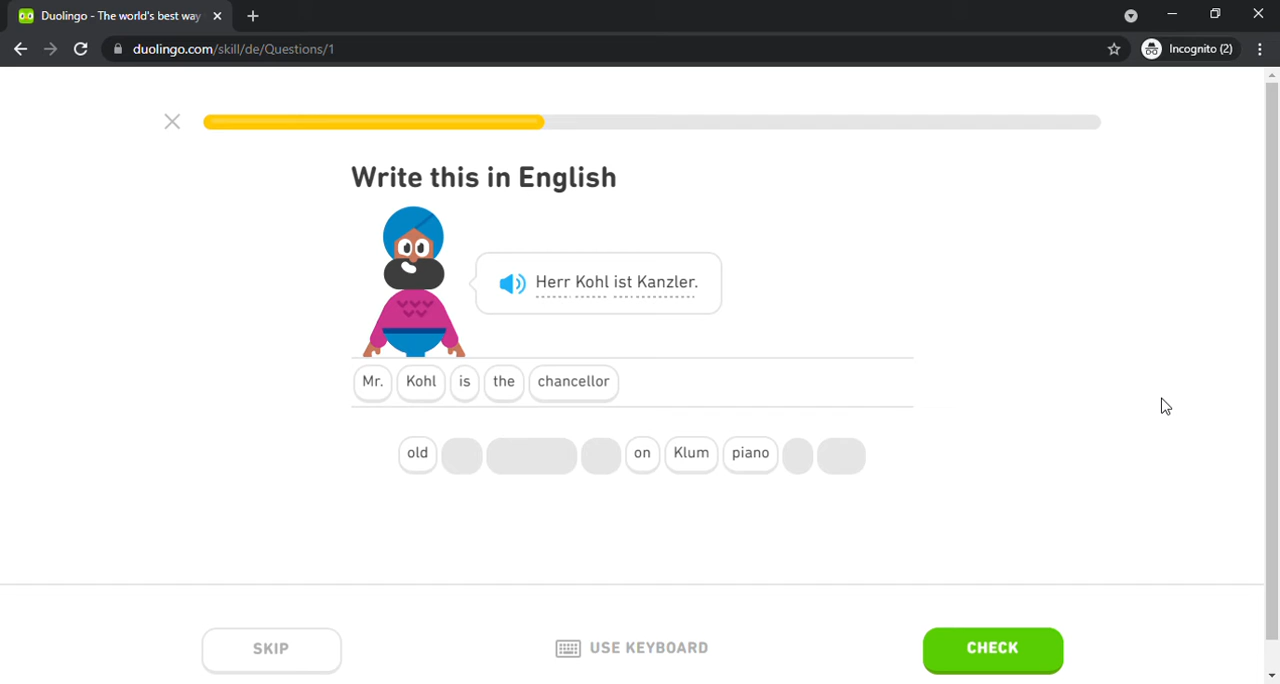 Duolingo - The world's best way
duolingo.com/skill/de/Questions/1
Incognito (2)
Write this in English
Herr Kohl ist Kanzler.
Mr. Kohl is the chancellor
old on Klum piano
SKIP USE KEYBOARD CHECK